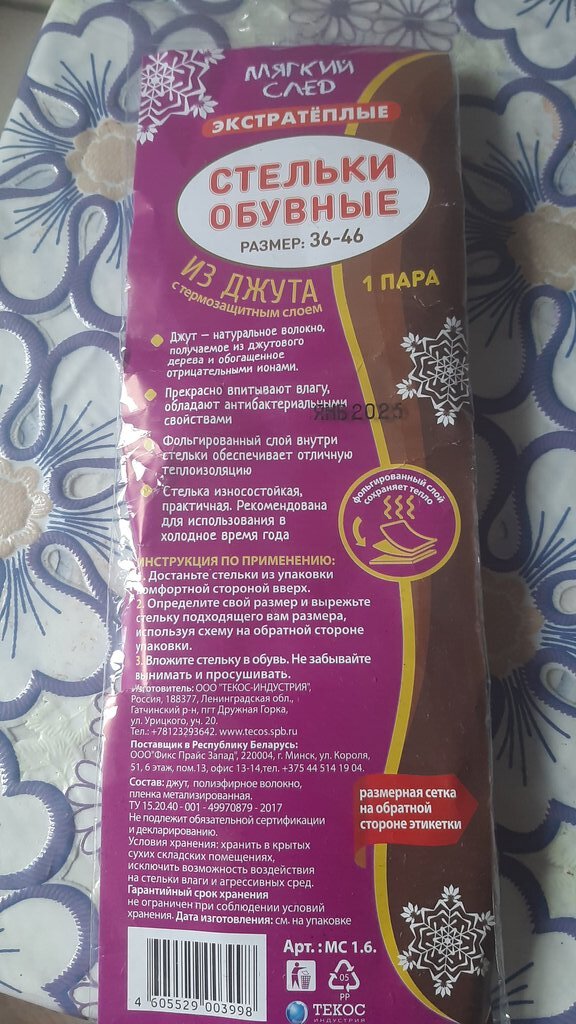 МЯГКИЙ
СЛЕД
ЭКСТРАТЁПЛЫЕ
СТЕЛЬКИ
ОБУВНЫЕ
РАЗМЕР: 36-46
ИЗ ДЖУТА
с термозащитным слоем
1 ПАРА
Джут – натуральное волокно,
получаемое из джутового
дерева и обогащенное
отрицательными ионами.
Прекрасно впитывают влагу,
обладают антибактериальными
свойствами
ЯНВ 2023
Фольгированный слой внутри
стельки обеспечивает отличную
теплоизоляцию
Стелька износостойкая,
практичная. Рекомендована
для использования в
холодное время года
фольгированный слой
сохраняет тепло
ИНСТРУКЦИЯ ПО ПРИМЕНЕНИЮ:
1. Достаньте стельки из упаковки
комфортной стороной вверх.
2. Определите свой размер и вырежьте
стельку подходящего вам размера,
используя схему на обратной стороне
упаковки.
3. Вложите стельку в обувь. Не забывайте
вынимать и просушивать.
Изготовитель: ООО "ТЕКОС-ИНДУСТРИЯ",
Россия, 188377, Ленинградская обл.,
Гатчинский р-н, пгт Дружная Горка,
ул. Урицкого, уч. 20.
Тел.: +78123293642. www.tecos.spb.ru
Поставщик в Республику Беларусь:
ООО"Фикс Прайс Запад", 220004, г. Минск, ул. Короля,
51, 6 этаж, пом.13, офис 13-14,тел. +375 44 514 19 04.
Состав: джут, полиэфирное волокно,
пленка метализированная.
ТУ 15.20.40 - 001 - 49970879 - 2017
Не подлежит обязательной сертификации
и декларированию.
Условия хранения: хранить в крытых
сухих складских помещениях,
исключить возможность воздействия
на стельки влаги и агрессивных сред.
Гарантийный срок хранения
не ограничен при соблюдении условий
хранения. Дата изготовления: см. на упаковке
размерная сетка
на обратной
стороне этикетки
Арт.: МС 1.6.
4 605529 003998
05
PP
ТЕКОС
ИНДУСТРИЯ